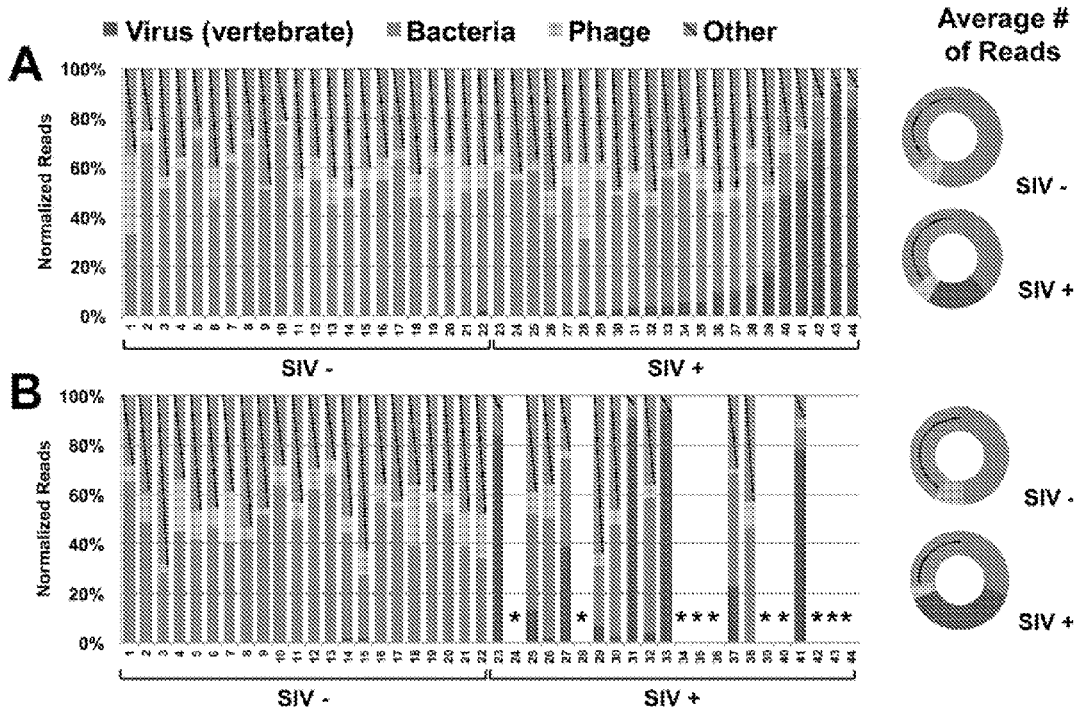 Virus (vertebrate) Bacteria Phage Other
Average #
of Reads
A
Normalized Reads
100%
80%
60%
40%
20%
0%
1 2 3 4 5 6 7 8 9 10 11 12 13 14 15 16 17 18 19 20 21 22 23 24 25 26 27 28 29 30 31 32 33 34 35 36 37 38 39 40 41 42 43 44
SIV - SIV +
SIV -
SIV +
B
Normalized Reads
100%
80%
60%
40%
20%
0%
* * * * * * * * * *
1 2 3 4 5 6 7 8 9 10 11 12 13 14 15 16 17 18 19 20 21 22 23 24 25 26 27 28 29 30 31 32 33 34 35 36 37 38 39 40 41 42 43 44
SIV - SIV +
SIV -
SIV +